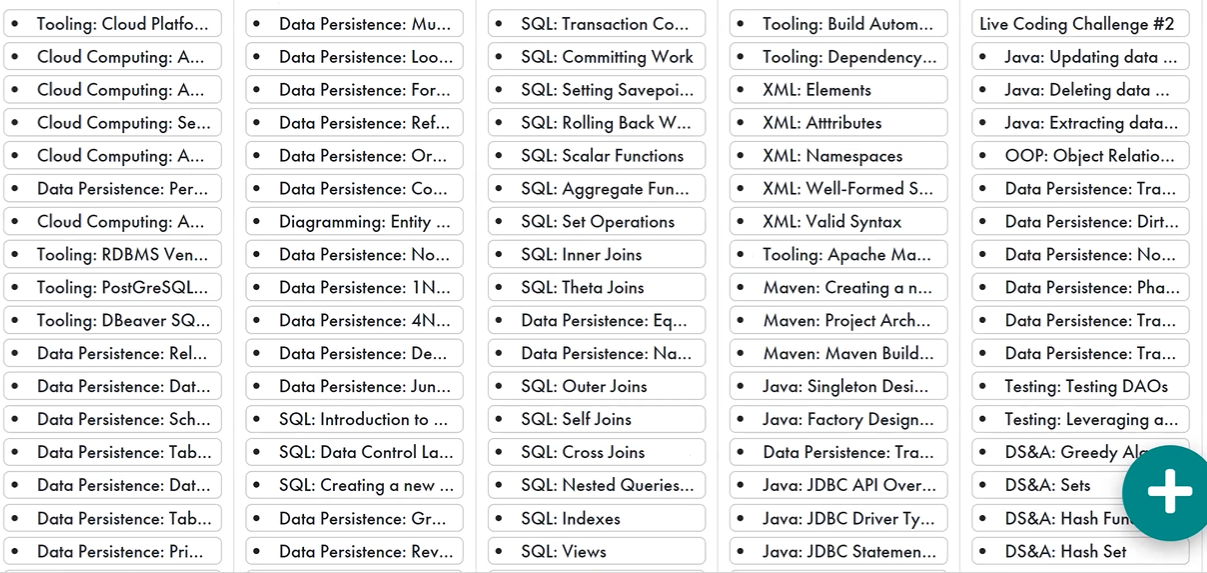 Tooling: Cloud Platfo...
Cloud Computing: A...
Cloud Computing: A...
Cloud Computing: Se...
Cloud Computing: A...
Data Persistence: Per...
Cloud Computing: A...
Tooling: RDBMS Ven...
Tooling: PostGreSQL...
Tooling: DBeaver SQ...
Data Persistence: Rel...
Data Persistence: Dat...
Data Persistence: Sch...
Data Persistence: Tab...
Data Persistence: Dat...
Data Persistence: Tab...
Data Persistence: Pri...
Data Persistence: Mu...
Data Persistence: Loo...
Data Persistence: For...
Data Persistence: Ref...
Data Persistence: Or...
Data Persistence: Co...
Diagramming: Entity ...
Data Persistence: No...
Data Persistence: 1N...
Data Persistence: 4N...
Data Persistence: De...
Data Persistence: Jun...
SQL: Introduction to ...
SQL: Data Control La...
SQL: Creating a new ...
Data Persistence: Gr...
Data Persistence: Rev...
SQL: Transaction Co...
SQL: Committing Work
SQL: Setting Savepoi...
SQL: Rolling Back W...
SQL: Scalar Functions
SQL: Aggregate Fun...
SQL: Set Operations
SQL: Inner Joins
SQL: Theta Joins
Data Persistence: Eq...
Data Persistence: Na...
SQL: Outer Joins
SQL: Self Joins
SQL: Cross Joins
SQL: Nested Queries...
SQL: Indexes
SQL: Views
Tooling: Build Autom...
Tooling: Dependency...
XML: Elements
XML: Atttributes
XML: Namespaces
XML: Well-Formed S...
XML: Valid Syntax
Tooling: Apache Ma...
Maven: Creating a n...
Maven: Project Arch...
Maven: Maven Build...
Java: Singleton Desi...
Java: Factory Design...
Data Persistence: Tra...
Java: JDBC API Over...
Java: JDBC Driver Ty...
Java: JDBC Statemen...
Live Coding Challenge #2
Java: Updating data ...
Java: Deleting data ...
Java: Extracting data...
OOP: Object Relatio...
Data Persistence: Tra...
Data Persistence: Dirt...
Data Persistence: No...
Data Persistence: Pha...
Data Persistence: Tra...
Data Persistence: Tra...
Testing: Testing DAOs
Testing: Leveraging a...
DS&A: Greedy Alg
DS&A: Sets
DS&A: Hash Fun
DS&A: Hash Set